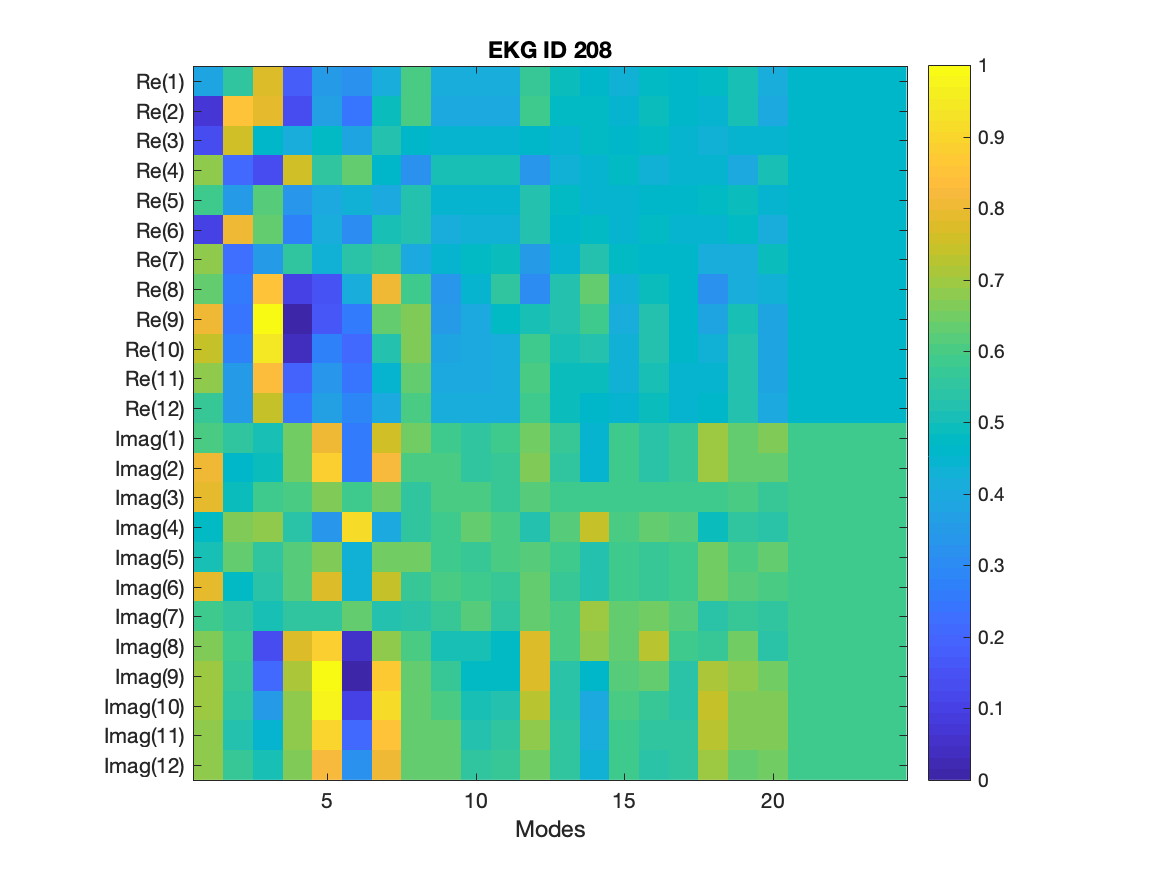 EKG ID 208
Re(1)
Re(2)
Re(3)
Re(4)
Re(5)
Re(6)
Re(7)
Re(8)
Re(9)
Re(10)
Re(11)
Re(12)
Imag(1)
Imag(2)
Imag(3)
Imag(4)
Imag(5)
Imag(6)
Imag(7)
Imag(8)
Imag(9)
Imag(10)
Imag(11)
Imag(12)
5 10 15 20
Modes
1
0.9
0.8
0.7
0.6
0.5
0.4
0.3
0.2
0.1
0